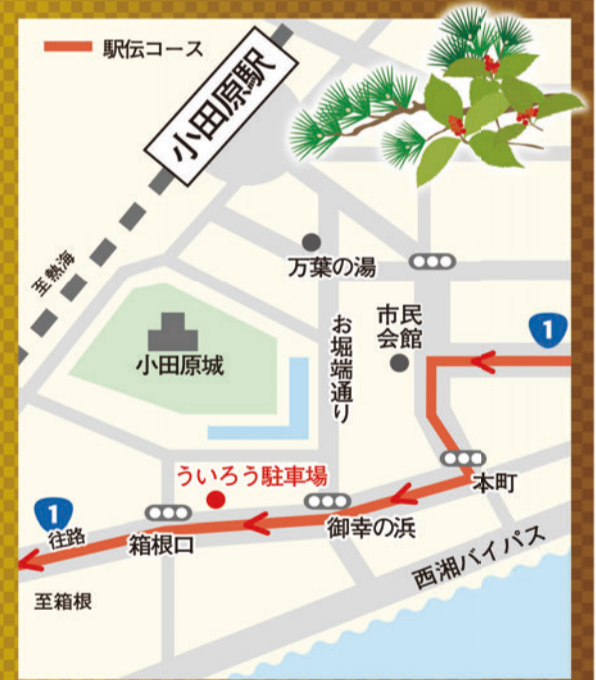 駅伝コース
小田原駅
至熱海
万葉の湯
市民
会館
1
お堀端通り
小田原城
ういろう駐車場
本町
1
往路
箱根口
御幸の浜
西湘バイパス
至箱根